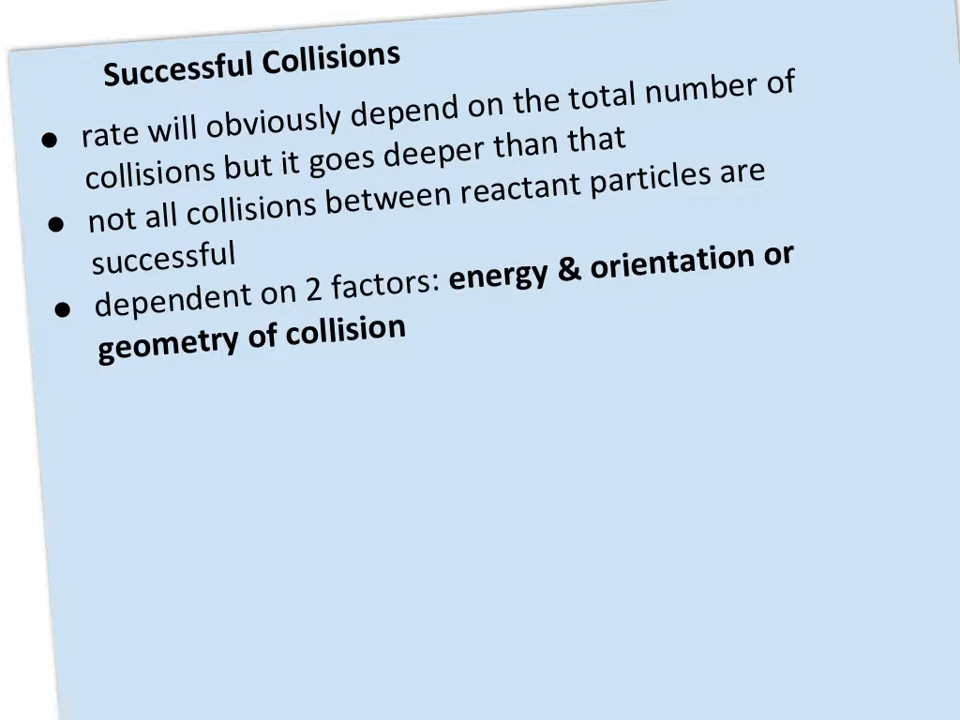 Successful Collisions
● rate will obviously depend on the total number of
collisions but it goes deeper than that
● not all collisions between reactant particles are
successful
● dependent on 2 factors: energy & orientation or
geometry of collision